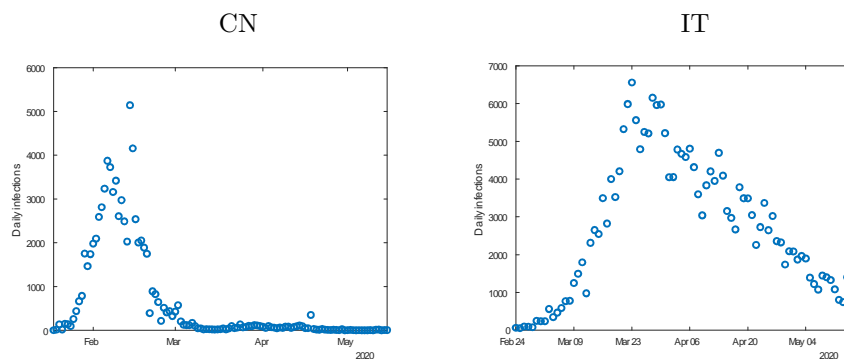 CN
IT
6000
5000
4000
3000
2000
1000
0
Daily infections
Feb
Mar
Apr
May
2020
7000
6000
5000
4000
3000
2000
1000
0
Daily infections
Feb 24
Mar 09
Mar 23
Apr 06
Apr 20
May 04
2020